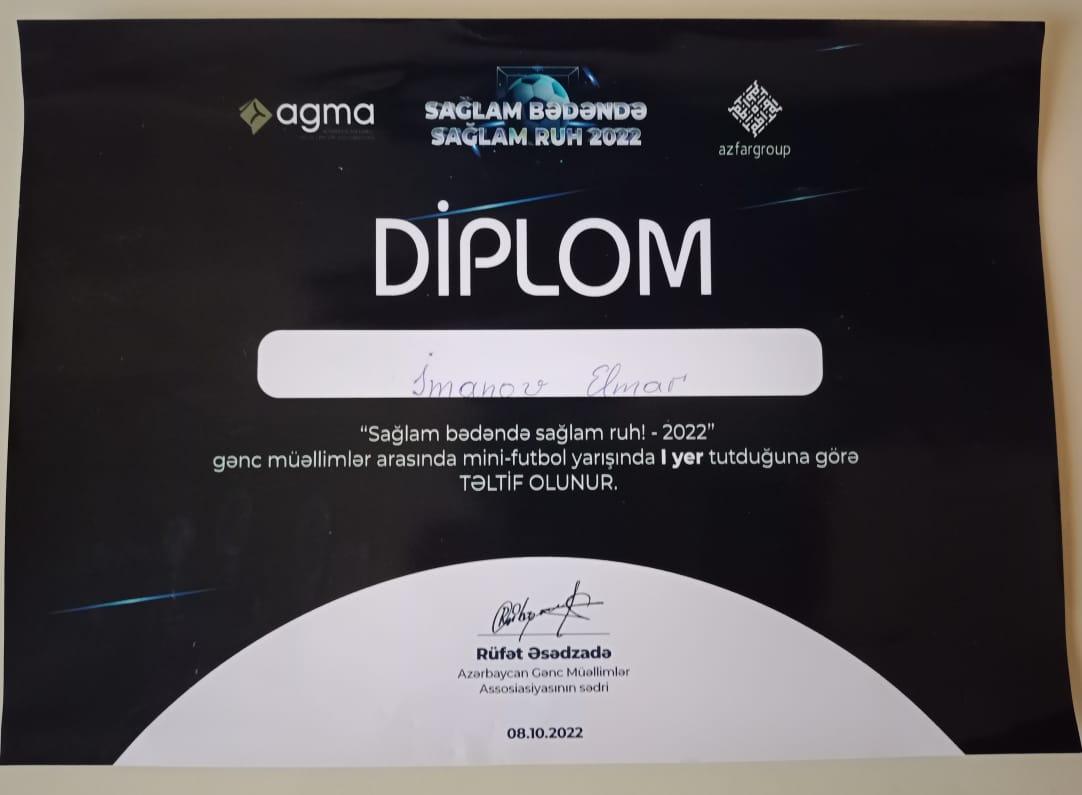 agma
SAĞLAM BƏDƏNDƏ
SAĞLAM RUH 2022
azfargroup
DİPLOM
İmanov Elmar
“Sağlam bədəndə sağlam ruh! - 2022”
gənc müəllimlər arasında mini-futbol yarışında I yer tutduğuna görə
TƏLTİF OLUNUR.
Rüfət Əsədzadə
Azərbaycan Gənc Müəllimlər
Assosiasiyasının sədri
08.10.2022